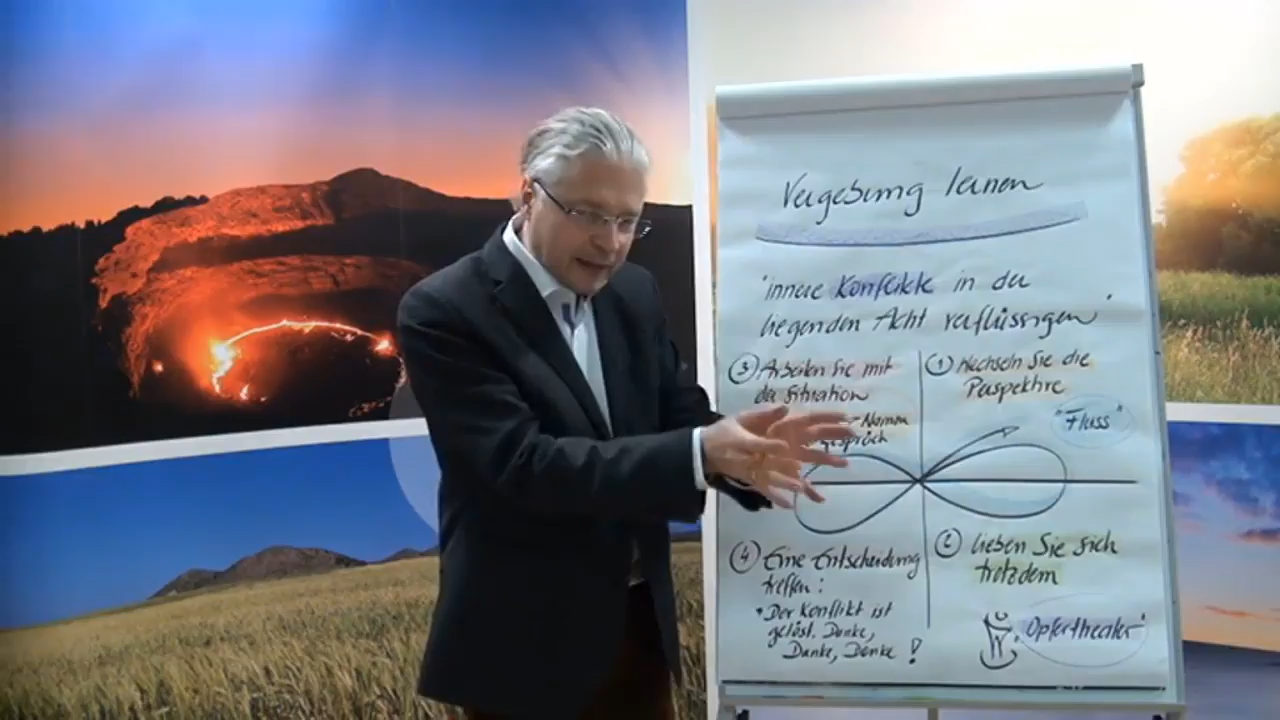 Vergebung lernen
"innere Konflikte in der
liegenden Acht verflüssigen"
③ Arbeiten Sie mit
der Situation
① Wechseln Sie die
Perspektive
"Fluss"
gespräch
④ Eine Entscheidung
treffen:
• Der Konflikt ist
gelöst. Danke,
Danke, Danke!
② lieben Sie sich
trotzdem
"Opfertheater"